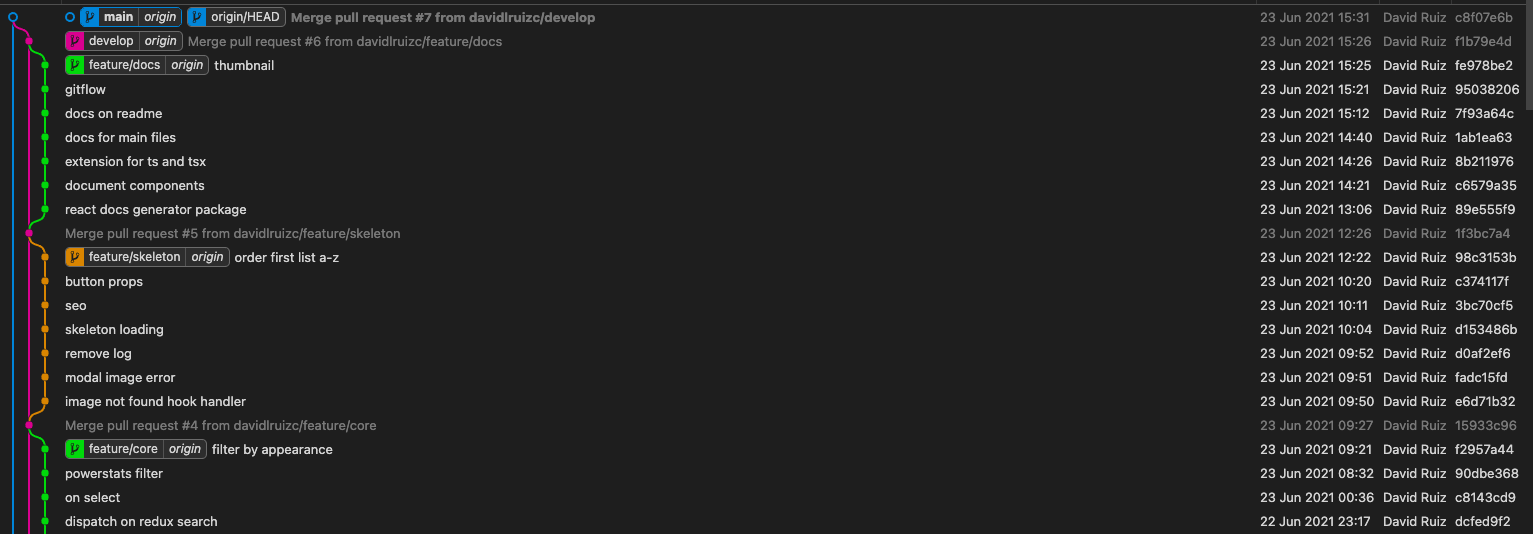 main origin origin/HEAD Merge pull request #7 from davidlruizc/develop 23 Jun 2021 15:31 David Ruiz c8f07e6b
develop origin Merge pull request #6 from davidlruizc/feature/docs 23 Jun 2021 15:26 David Ruiz f1b79e4d
feature/docs origin thumbnail 23 Jun 2021 15:25 David Ruiz fe978be2
gitflow 23 Jun 2021 15:21 David Ruiz 95038206
docs on readme 23 Jun 2021 15:12 David Ruiz 7f93a64c
docs for main files 23 Jun 2021 14:40 David Ruiz 1ab1ea63
extension for ts and tsx 23 Jun 2021 14:26 David Ruiz 8b211976
document components 23 Jun 2021 14:21 David Ruiz c6579a35
react docs generator package 23 Jun 2021 13:06 David Ruiz 89e555f9
Merge pull request #5 from davidlruizc/feature/skeleton 23 Jun 2021 12:26 David Ruiz 1f3bc7a4
feature/skeleton origin order first list a-z 23 Jun 2021 12:22 David Ruiz 98c3153b
button props 23 Jun 2021 10:20 David Ruiz c374117f
seo 23 Jun 2021 10:11 David Ruiz 3bc70cf5
skeleton loading 23 Jun 2021 10:04 David Ruiz d153486b
remove log 23 Jun 2021 09:52 David Ruiz d0af2ef6
modal image error 23 Jun 2021 09:51 David Ruiz fadc15fd
image not found hook handler 23 Jun 2021 09:50 David Ruiz e6d71b32
Merge pull request #4 from davidlruizc/feature/core 23 Jun 2021 09:27 David Ruiz 15933c96
feature/core origin filter by appearance 23 Jun 2021 09:21 David Ruiz f2957a44
powerstats filter 23 Jun 2021 08:32 David Ruiz 90dbe368
on select 23 Jun 2021 00:36 David Ruiz c8143cd9
dispatch on redux search 22 Jun 2021 23:17 David Ruiz dcfed9f2